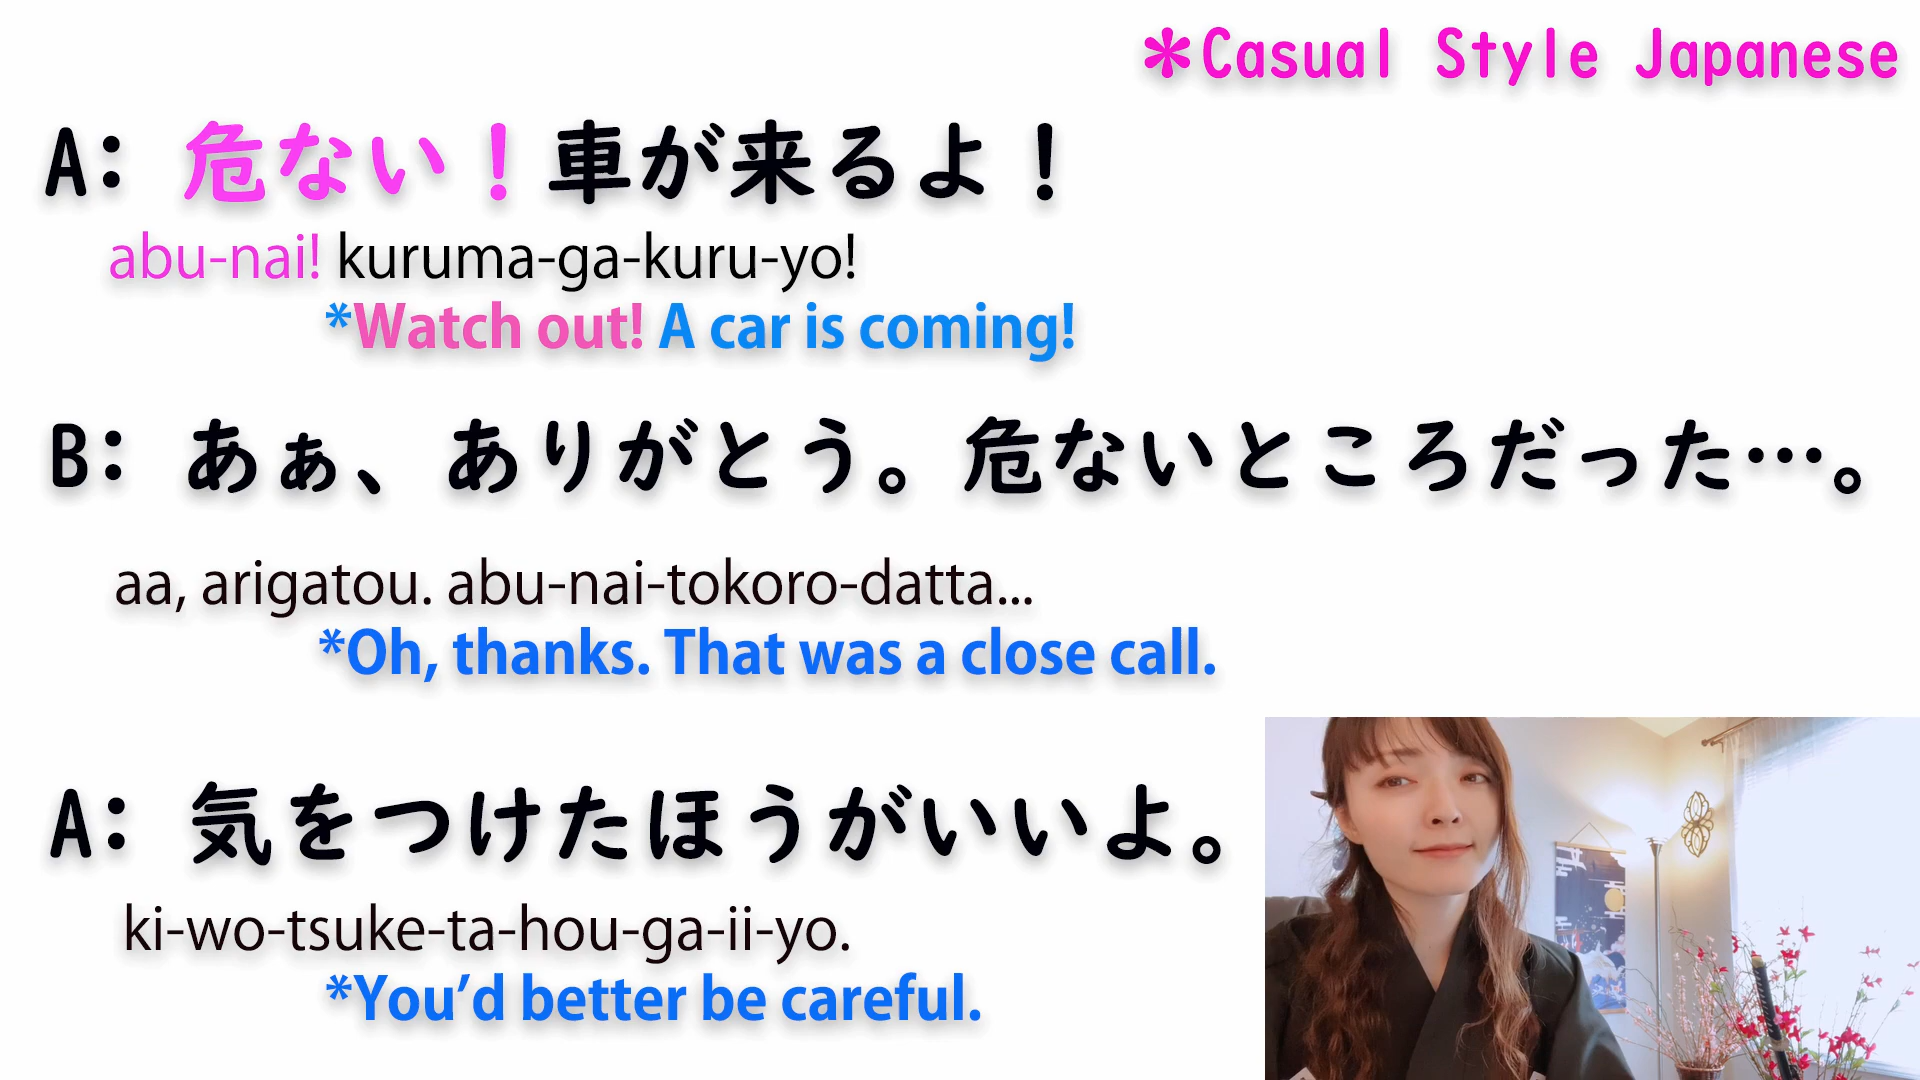 ＊Casual Style Japanese
A: 危ない！車が来るよ！
abu-nai! kuruma-ga-kuru-yo!
*Watch out! A car is coming!
B: あぁ、ありがとう。危ないところだった…。
aa, arigatou. abu-nai-tokoro-datta...
*Oh, thanks. That was a close call.
A: 気をつけたほうがいいよ。
ki-wo-tsuke-ta-hou-ga-ii-yo.
*You’d better be careful.